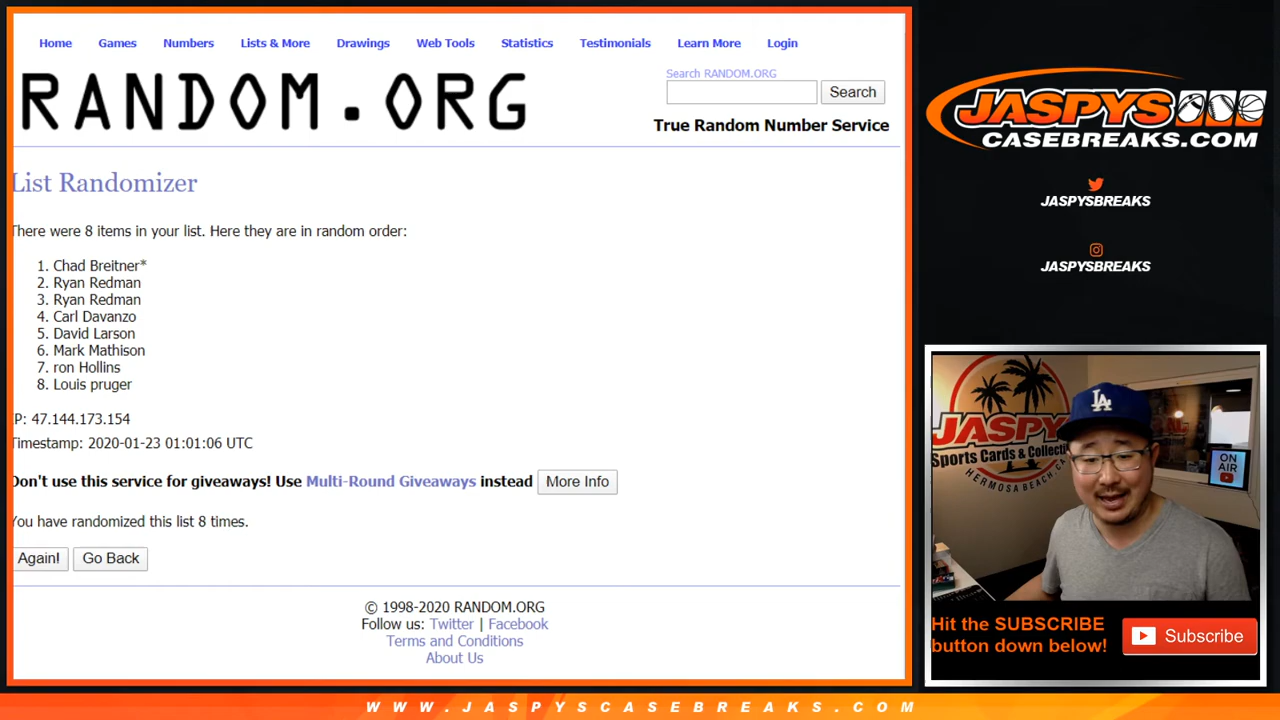 Home Games Numbers Lists & More Drawings Web Tools Statistics Testimonials Learn More Login
RANDOM.ORG
Search RANDOM.ORG
Search
True Random Number Service
List Randomizer
There were 8 items in your list. Here they are in random order:
1. Chad Breitner*
2. Ryan Redman
3. Ryan Redman
4. Carl Davanzo
5. David Larson
6. Mark Mathison
7. ron Hollins
8. Louis pruger
IP: 47.144.173.154
Timestamp: 2020-01-23 01:01:06 UTC
Don't use this service for giveaways! Use Multi-Round Giveaways instead More Info
You have randomized this list 8 times.
Again! Go Back
© 1998-2020 RANDOM.ORG
Follow us: Twitter | Facebook
Terms and Conditions
About Us
JASPYS
CASEBREAKS.COM
JASPYSBREAKS
JASPYSBREAKS
JASPY
Sports Cards & Collecti
HERMOSA BEACH, CA
LA
ON
AIR
Hit the SUBSCRIBE
button down below!
Subscribe
WWW.JASPYSCASEBREAKS.COM